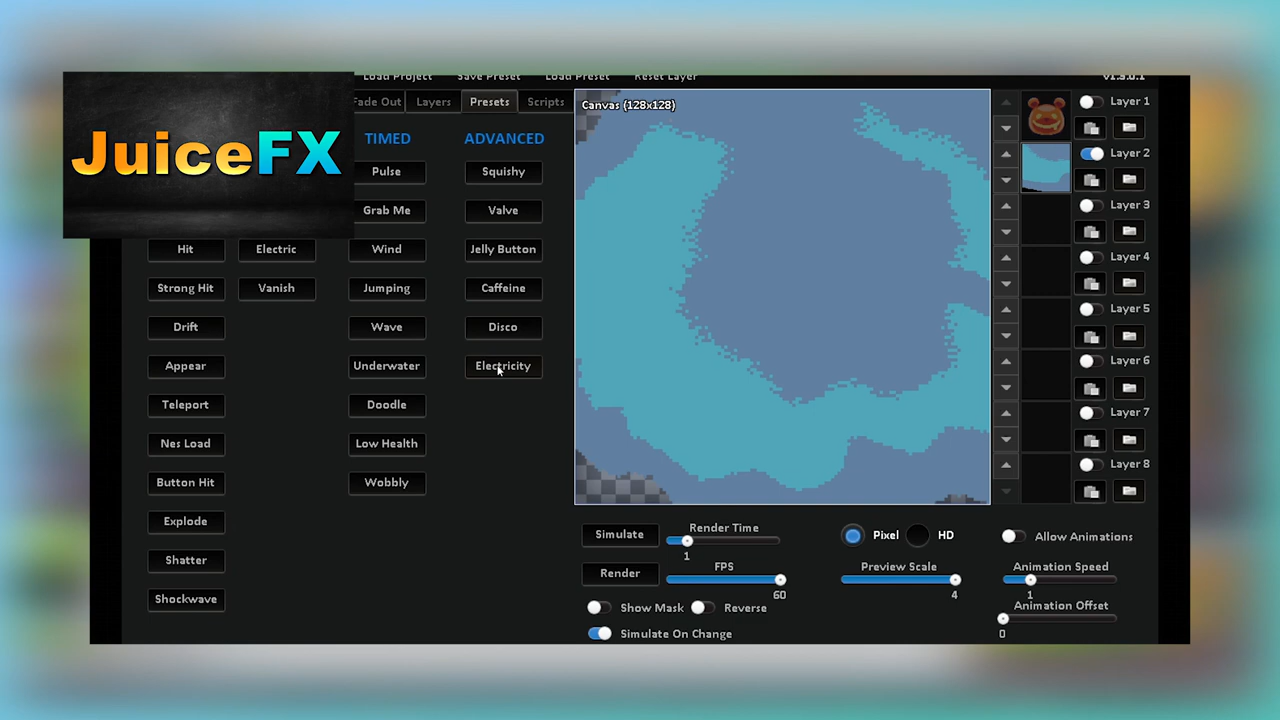 Load Project Save Preset Load Preset Reset Layer v1.3.0.1
JuiceFX
Fade Out Layers Presets Scripts
Canvas (128x128)
TIMED ADVANCED
Pulse Squishy
Grab Me Valve
Hit Electric Wind Jelly Button
Strong Hit Vanish Jumping Caffeine
Drift Wave Disco
Appear Underwater Electricity
Teleport Doodle
Nes Load Low Health
Button Hit Wobbly
Explode
Shatter
Shockwave
Layer 1
Layer 2
Layer 3
Layer 4
Layer 5
Layer 6
Layer 7
Layer 8
Simulate Render Time Pixel HD Allow Animations
1
Render FPS Preview Scale Animation Speed
60 4 1
Show Mask Reverse Animation Offset
Simulate On Change 0